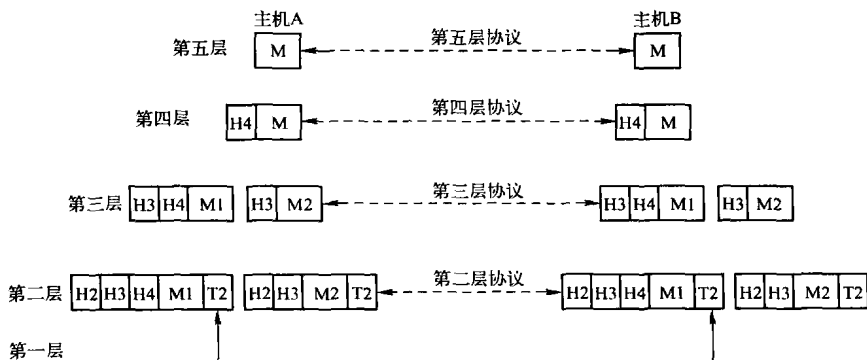 主机A 主机B
第五层 M 第五层协议 M
第四层 H4 M 第四层协议 H4 M
第三层 H3 H4 M1 H3 M2 第三层协议 H3 H4 M1 H3 M2
第二层 H2 H3 H4 M1 T2 H2 H3 M2 T2 第二层协议 H2 H3 H4 M1 T2 H2 H3 M2 T2
第一层